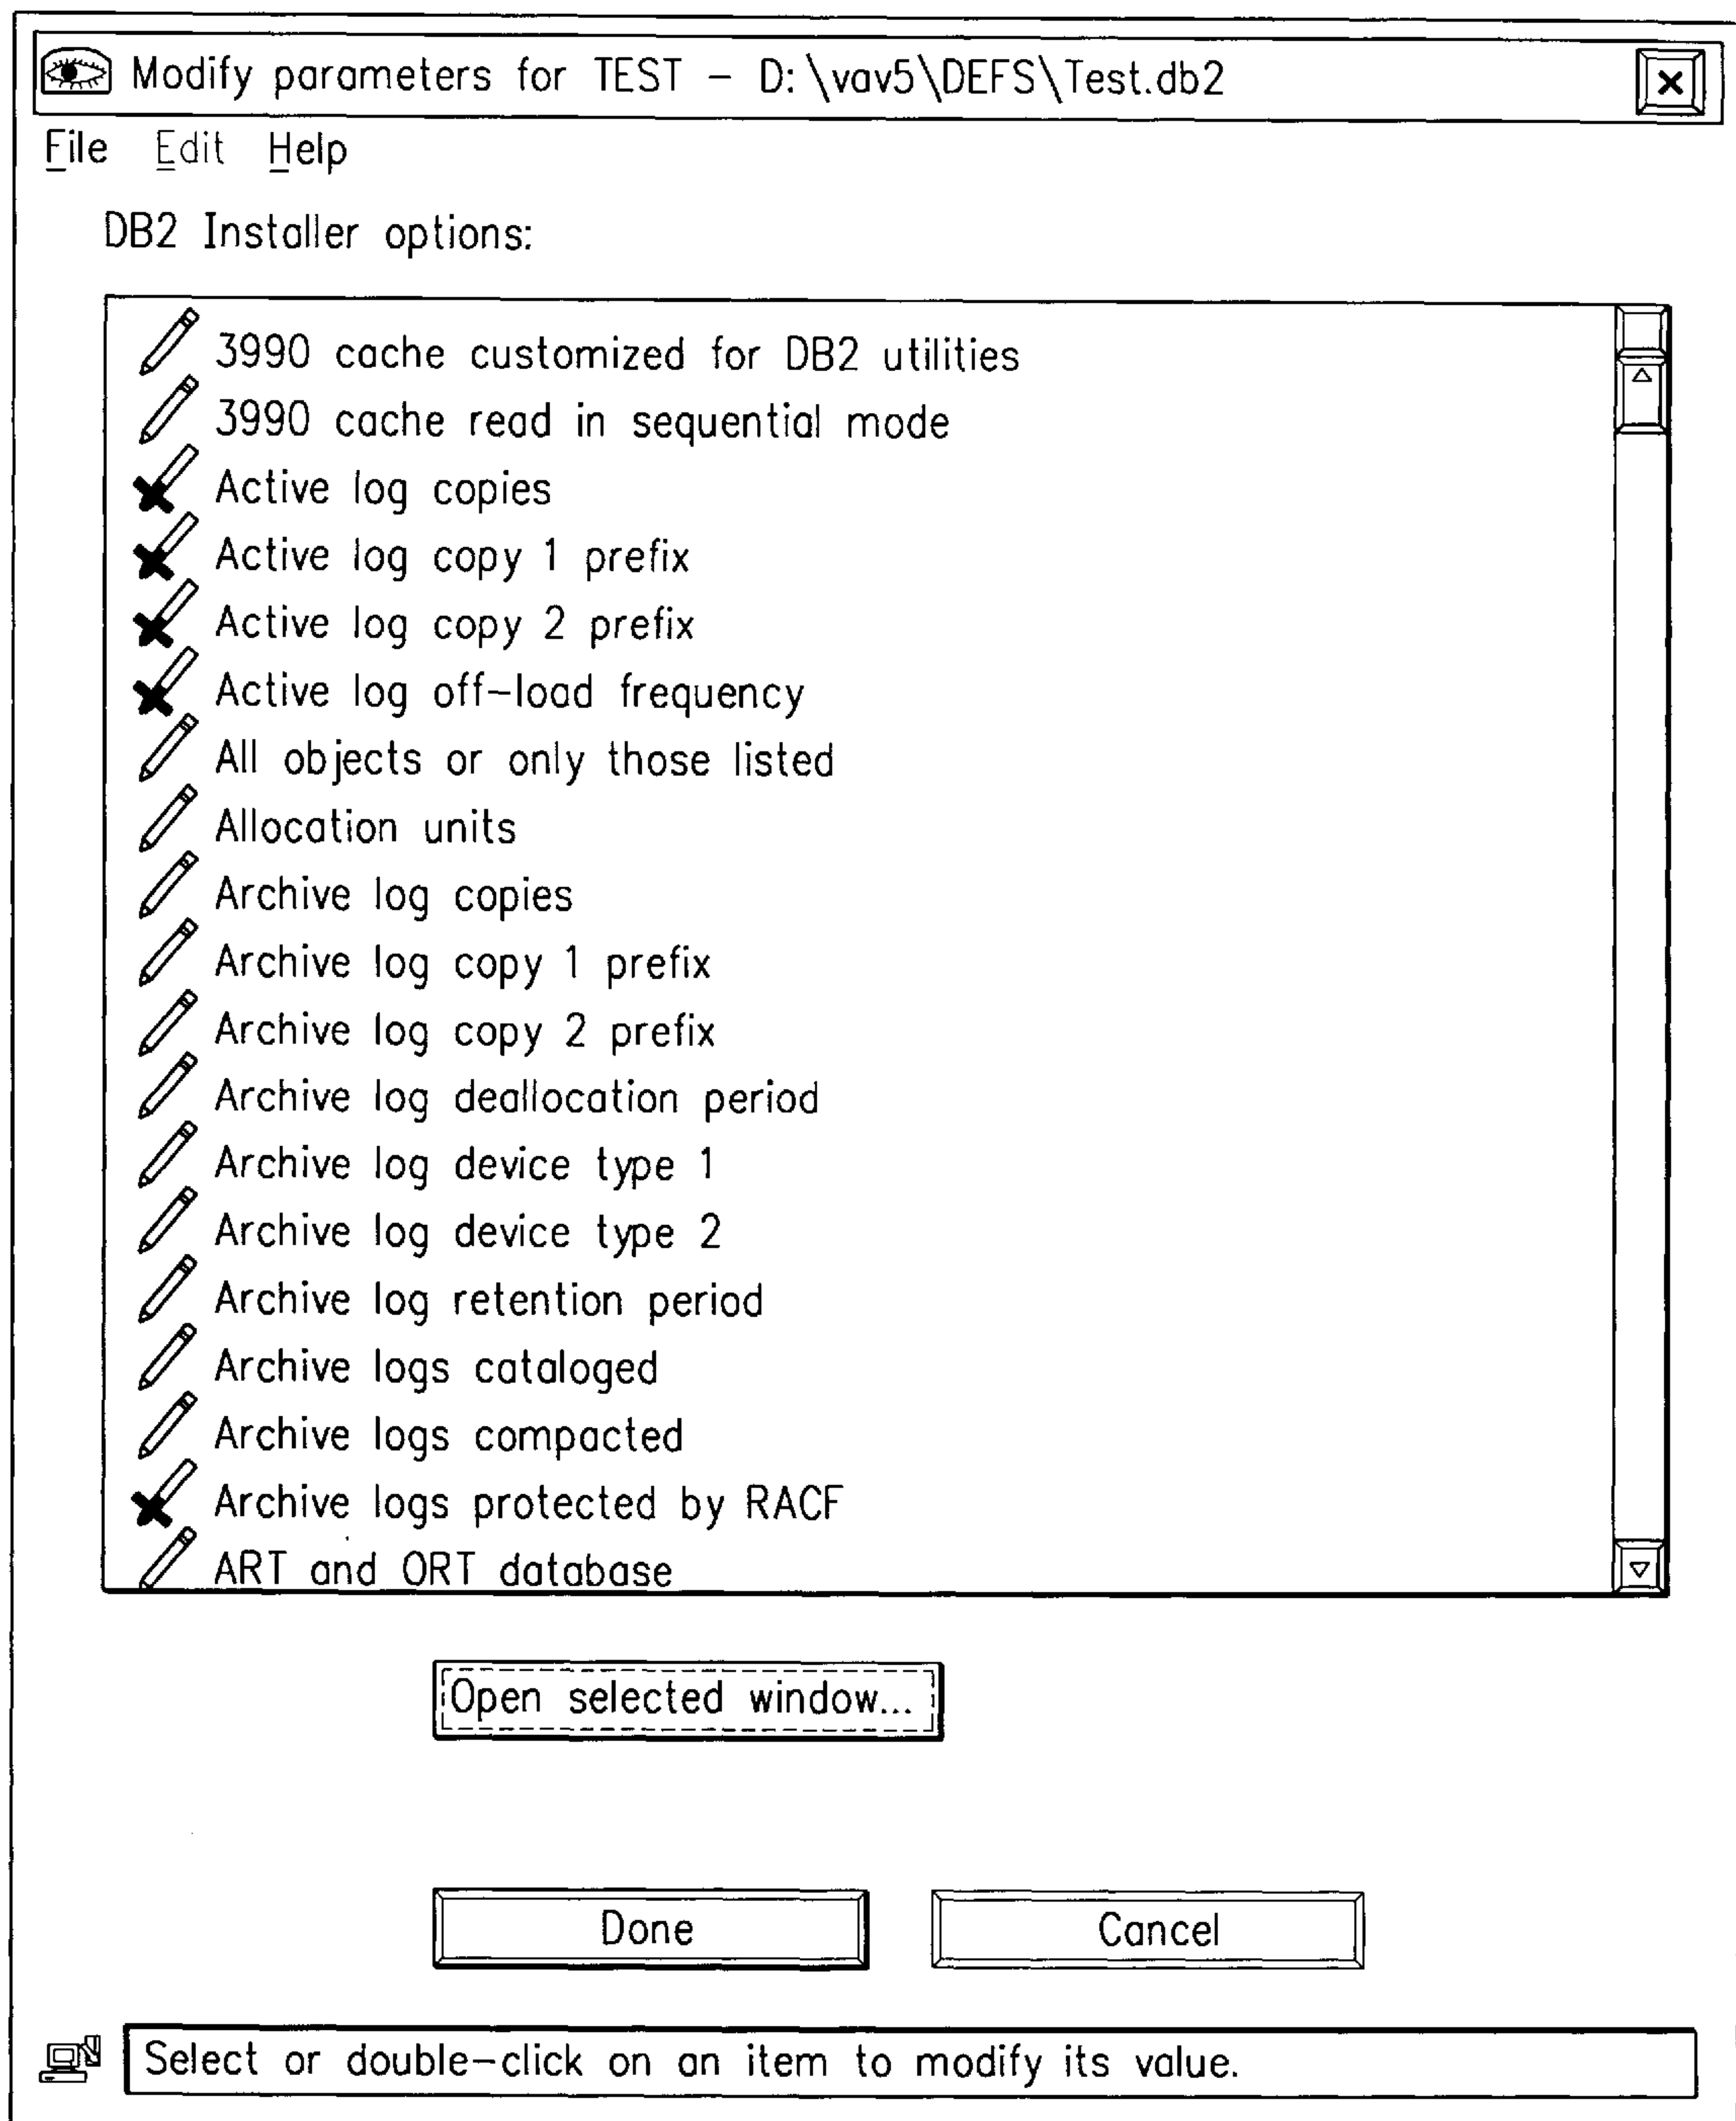 Modify parameters for TEST – D:\vav5\DEFS\Test.db2
File Edit Help
DB2 Installer options:
3990 cache customized for DB2 utilities
3990 cache read in sequential mode
Active log copies
Active log copy 1 prefix
Active log copy 2 prefix
Active log off-load frequency
All objects or only those listed
Allocation units
Archive log copies
Archive log copy 1 prefix
Archive log copy 2 prefix
Archive log deallocation period
Archive log device type 1
Archive log device type 2
Archive log retention period
Archive logs cataloged
Archive logs compacted
Archive logs protected by RACF
ART and ORT database
Open selected window...
Done Cancel
Select or double-click on an item to modify its value.